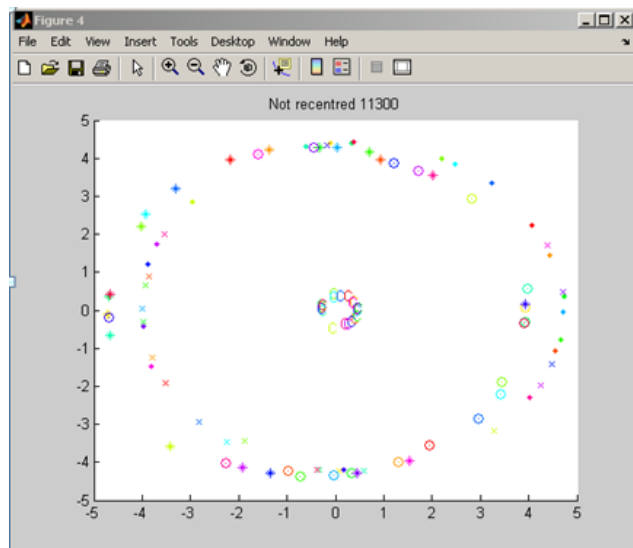 Figure 4
File Edit View Insert Tools Desktop Window Help
Not recentred 11300
5
4
3
2
1
0
-1
-2
-3
-4
-5
-5 -4 -3 -2 -1 0 1 2 3 4 5